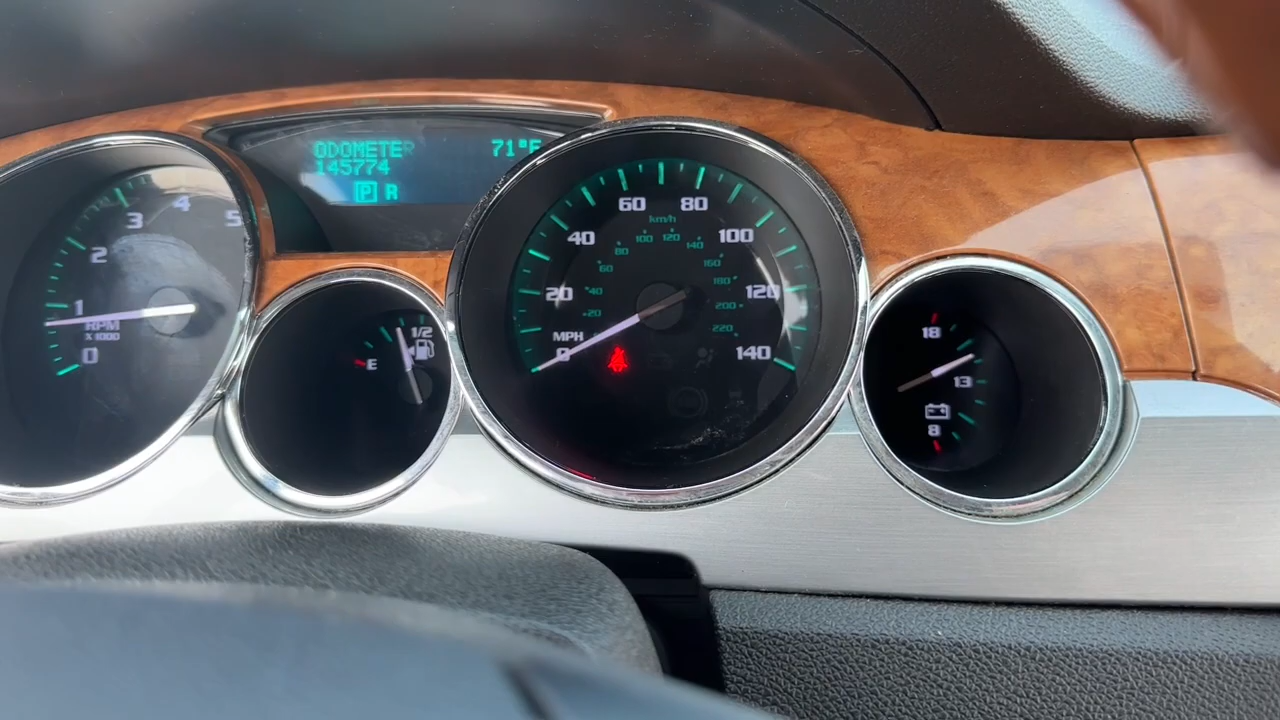 ODOMETER 71°F
145774
P R
0 1 2 3 4 5
RPM
X 1000
E 1/2
0 20 40 60 80 100 120 140
MPH
km/h
20 40 60 80 100 120 140 160 180 200 220
18
13
8